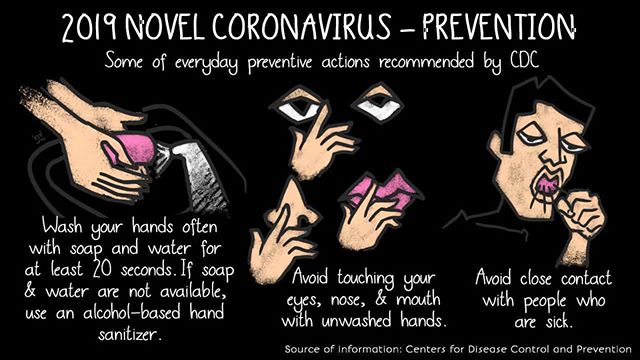 2019 NOVEL CORONAVIRUS – PREVENTION
Some of everyday preventive actions recommended by CDC
Wash your hands often
with soap and water for
at least 20 seconds. If soap
& water are not available,
use an alcohol-based hand
sanitizer.
Avoid touching your
eyes, nose, & mouth
with unwashed hands.
Avoid close contact
with people who
are sick.
Source of information: Centers for Disease Control and Prevention